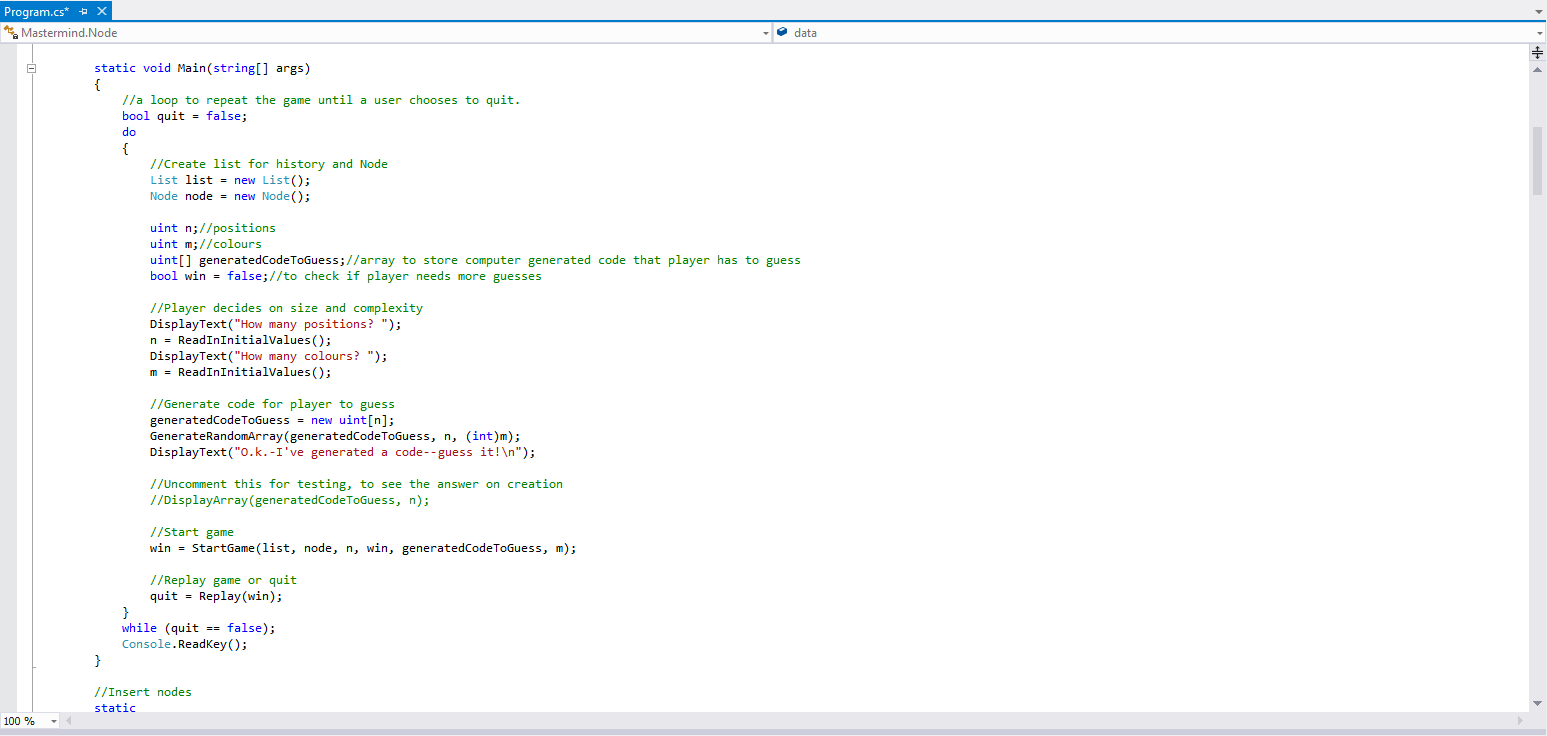 Program.cs*
Mastermind.Node
data
static void Main(string[] args)
{
//a loop to repeat the game until a user chooses to quit.
bool quit = false;
do
{
//Create list for history and Node
List list = new List();
Node node = new Node();
uint n;//positions
uint m;//colours
uint[] generatedCodeToGuess;//array to store computer generated code that player has to guess
bool win = false;//to check if player needs more guesses
//Player decides on size and complexity
DisplayText("How many positions? ");
n = ReadInInitialValues();
DisplayText("How many colours? ");
m = ReadInInitialValues();
//Generate code for player to guess
generatedCodeToGuess = new uint[n];
GenerateRandomArray(generatedCodeToGuess, n, (int)m);
DisplayText("O.k.-I've generated a code--guess it!\n");
//Uncomment this for testing, to see the answer on creation
//DisplayArray(generatedCodeToGuess, n);
//Start game
win = StartGame(list, node, n, win, generatedCodeToGuess, m);
//Replay game or quit
quit = Replay(win);
}
while (quit == false);
Console.ReadKey();
}
//Insert nodes
static
100 %